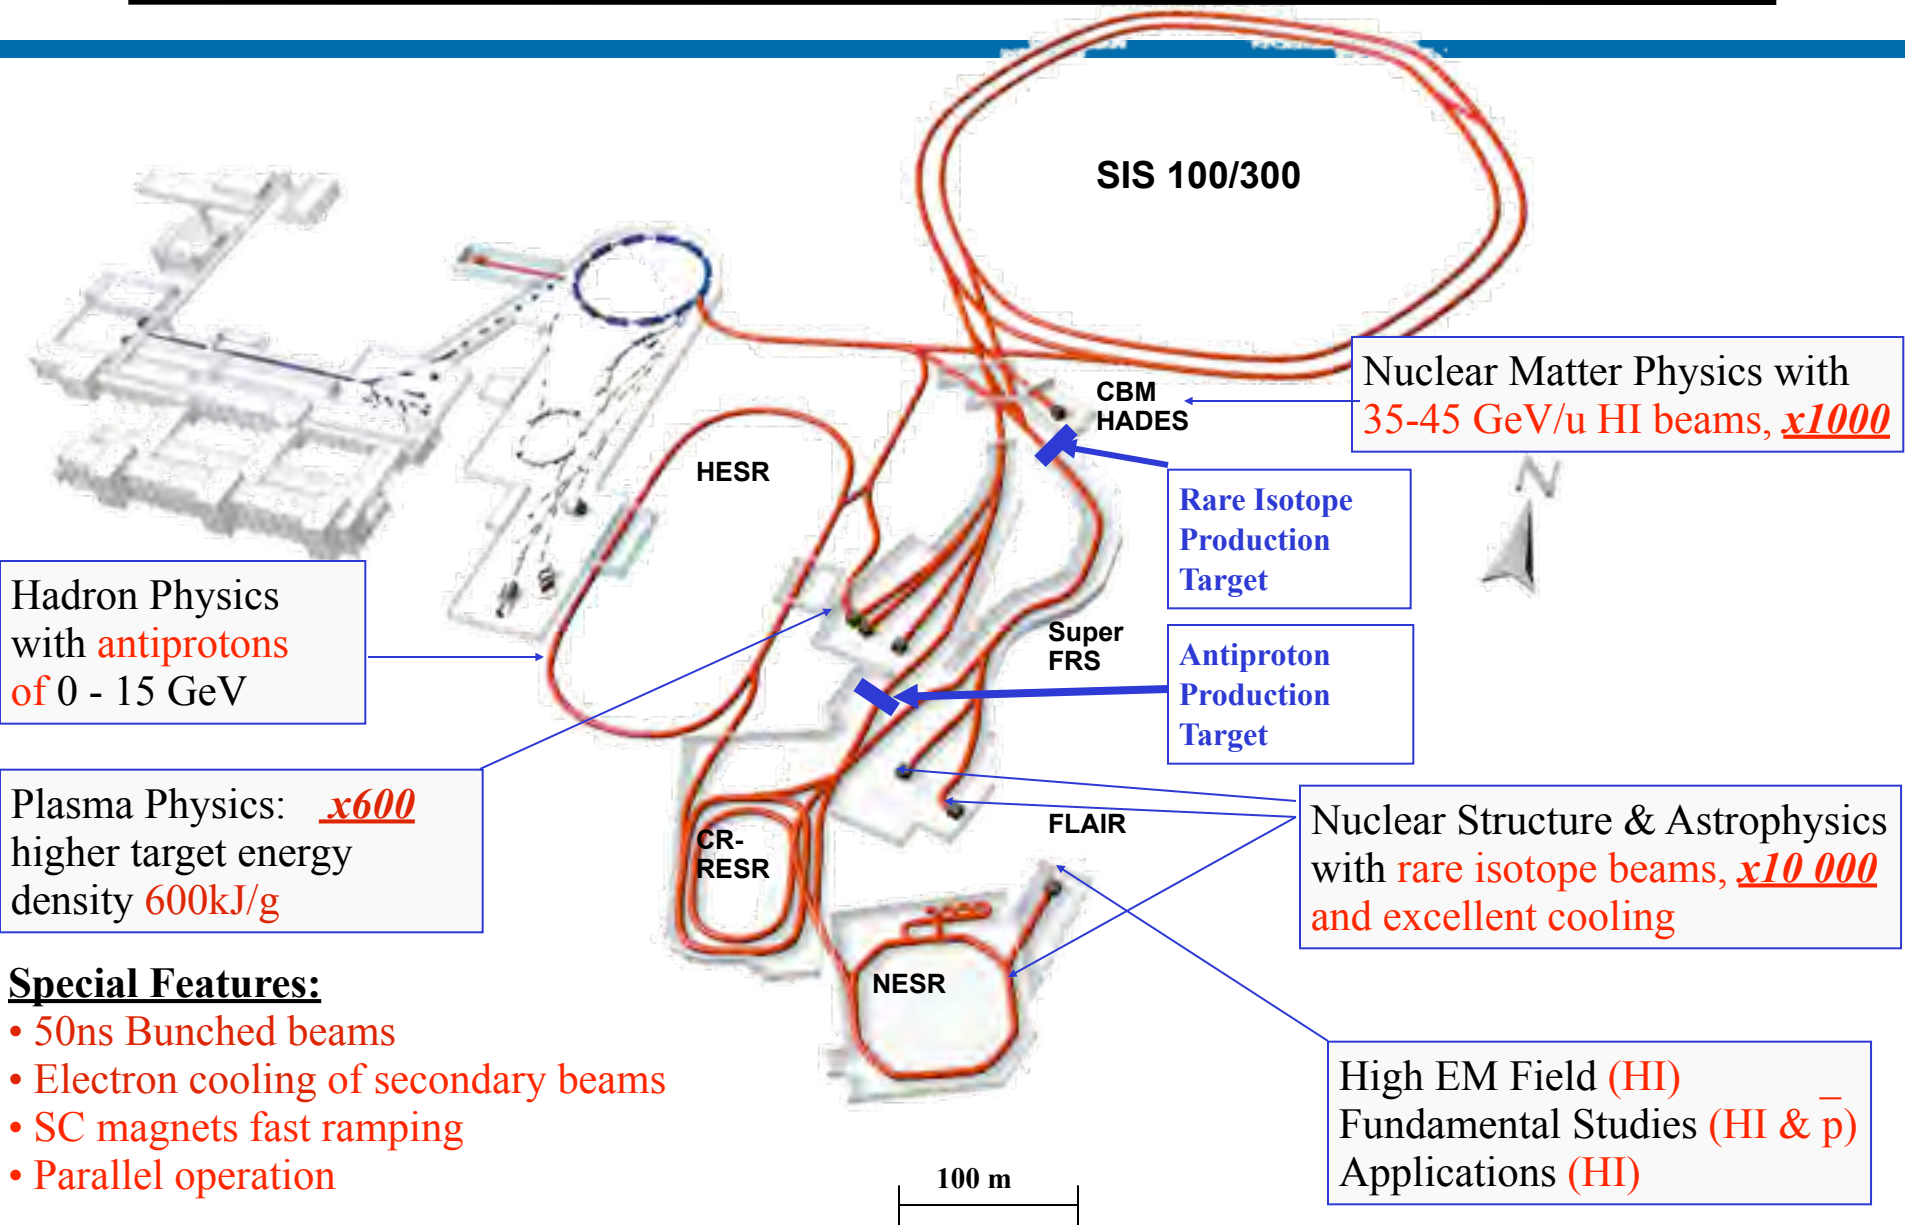 SIS 100/300
CBM
HADES
Nuclear Matter Physics with
35-45 GeV/u HI beams, x1000
HESR
N
Rare Isotope
Production
Target
Hadron Physics
with antiprotons
of 0 - 15 GeV
Super
FRS
Antiproton
Production
Target
Plasma Physics: x600
higher target energy
density 600kJ/g
CR-
RESR
FLAIR
Nuclear Structure & Astrophysics
with rare isotope beams, x10 000
and excellent cooling
NESR
Special Features:
• 50ns Bunched beams
• Electron cooling of secondary beams
• SC magnets fast ramping
• Parallel operation
High EM Field (HI)
Fundamental Studies (HI & p̅)
Applications (HI)
100 m